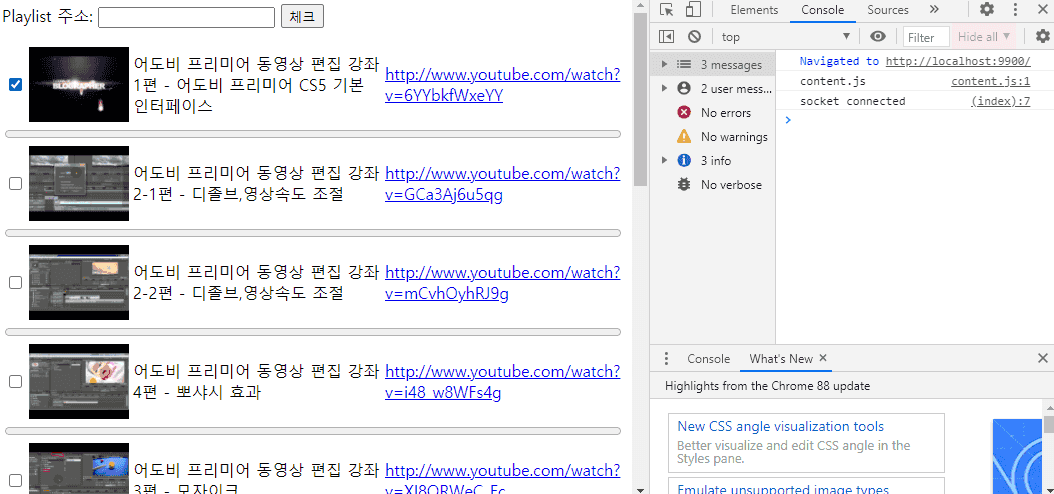 Playlist 주소:
체크
어도비 프리미어 동영상 편집 강좌
1편 - 어도비 프리미어 CS5 기본
인터페이스
http://www.youtube.com/watch?
v=6YYbkfWxeYY
어도비 프리미어 동영상 편집 강좌
2-1편 - 디졸브,영상속도 조절
http://www.youtube.com/watch?
v=GCa3Aj6u5qg
어도비 프리미어 동영상 편집 강좌
2-2편 - 디졸브,영상속도 조절
http://www.youtube.com/watch?
v=mCvhOyhRJ9g
어도비 프리미어 동영상 편집 강좌
4편 - 뽀샤시 효과
http://www.youtube.com/watch?
v=i48_w8WFs4g
어도비 프리미어 동영상 편집 강좌
3편 - 모자이크
http://www.youtube.com/watch?
Elements Console Sources
top Filter Hide all
3 messages
2 user mess...
No errors
No warnings
3 info
No verbose
Navigated to http://localhost:9900/
content.js content.js:1
socket connected (index):7
Console What's New
Highlights from the Chrome 88 update
New CSS angle visualization tools
Better visualize and edit CSS angle in the
Styles pane.
Emulate unsupported image types